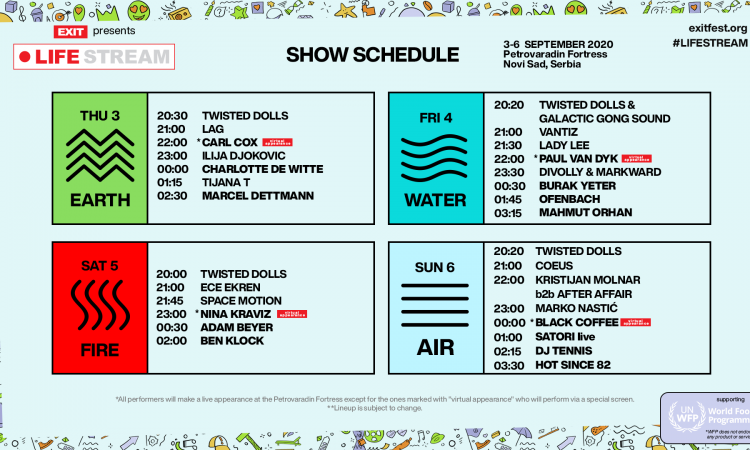 EXIT presents
LIFE STREAM
SHOW SCHEDULE
3-6 SEPTEMBER 2020
Petrovaradin Fortress
Novi Sad, Serbia
exitfest.org
#LIFESTREAM
THU 3
EARTH
20:30 TWISTED DOLLS
21:00 LAG
22:00 *CARL COX virtual appearance
23:00 ILIJA DJOKOVIC
00:00 CHARLOTTE DE WITTE
01:15 TIJANA T
02:30 MARCEL DETTMANN
FRI 4
WATER
20:20 TWISTED DOLLS &
GALACTIC GONG SOUND
21:00 VANTIZ
21:30 LADY LEE
22:00 *PAUL VAN DYK virtual appearance
23:30 DIVOLLY & MARKWARD
00:30 BURAK YETER
01:45 OFENBACH
03:15 MAHMUT ORHAN
SAT 5
FIRE
20:00 TWISTED DOLLS
21:00 ECE EKREN
21:45 SPACE MOTION
23:00 *NINA KRAVIZ virtual appearance
00:30 ADAM BEYER
02:00 BEN KLOCK
SUN 6
AIR
20:20 TWISTED DOLLS
21:00 COEUS
22:00 KRISTIJAN MOLNAR
b2b AFTER AFFAIR
23:00 MARKO NASTIĆ
00:00 *BLACK COFFEE virtual appearance
01:00 SATORI live
02:15 DJ TENNIS
03:30 HOT SINCE 82
*All performers will make a live appearance at the Petrovaradin Fortress except for the ones marked with "virtual appearance" who will perform via a special screen.
**Lineup is subject to change.
supporting
UN
WFP
World Foo
Programm
*WFP does not endo
any product or servi